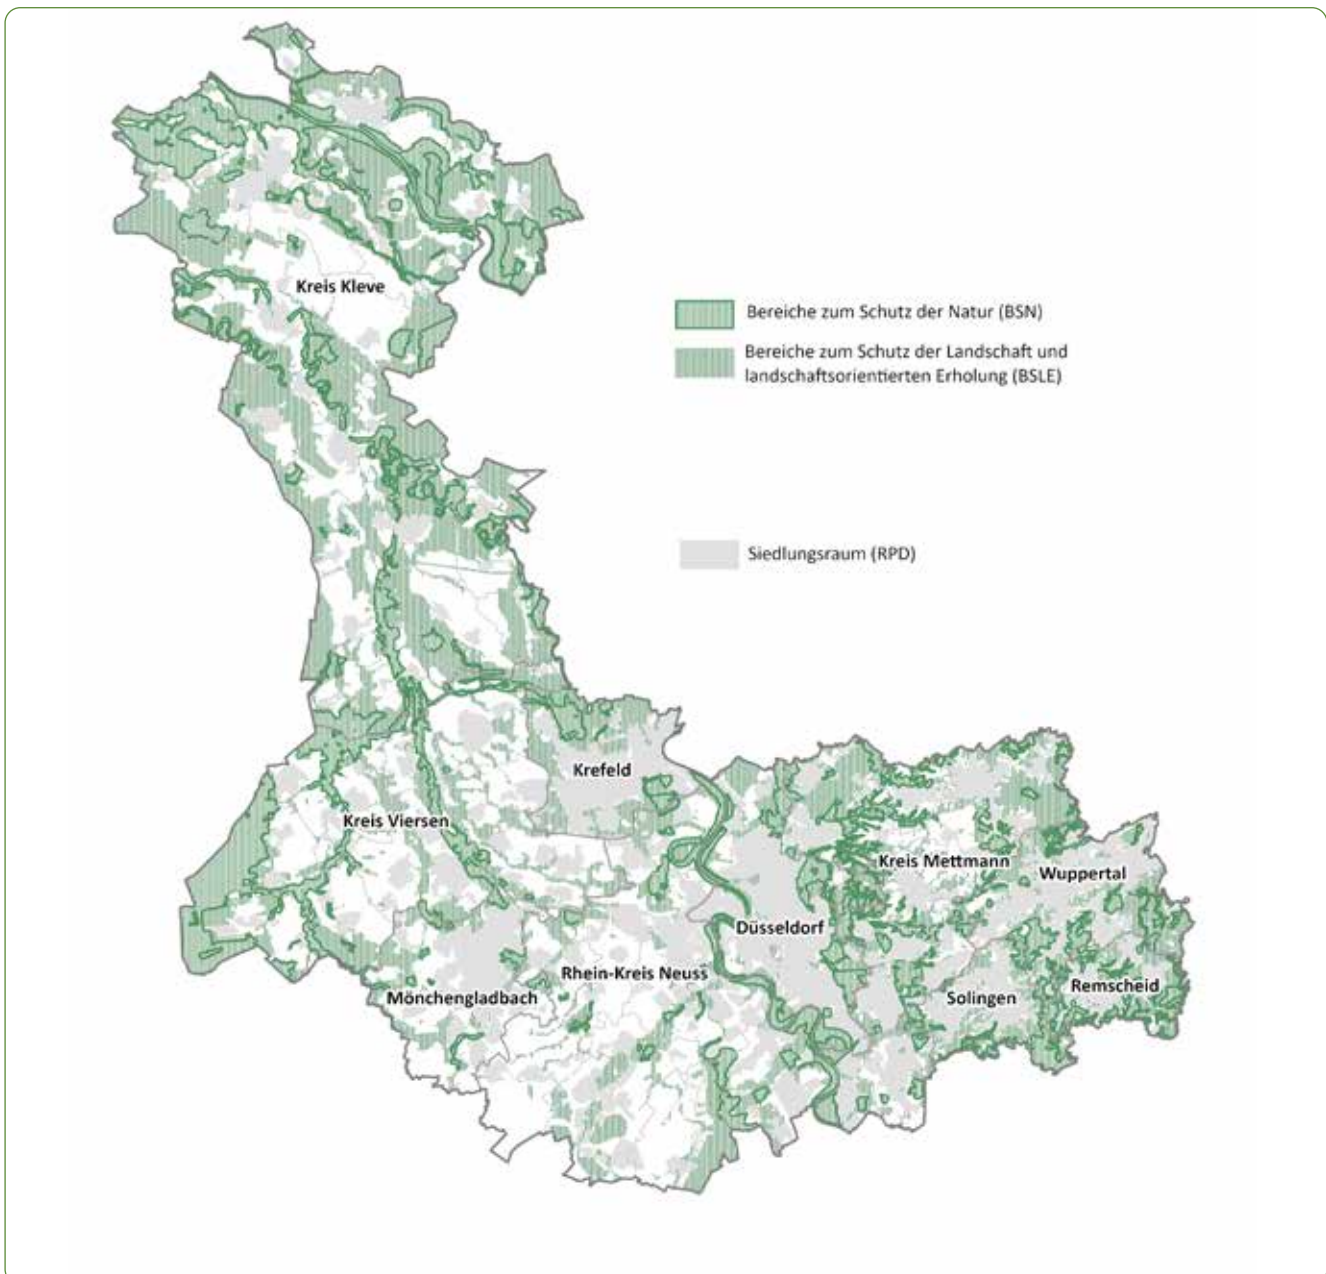 Kreis Kleve
Bereiche zum Schutz der Natur (BSN)
Bereiche zum Schutz der Landschaft und
landschaftsorientierten Erholung (BSLE)
Siedlungsraum (RPD)
Krefeld
Kreis Viersen
Kreis Mettmann
Wuppertal
Düsseldorf
Rhein-Kreis Neuss
Mönchengladbach
Solingen
Remscheid